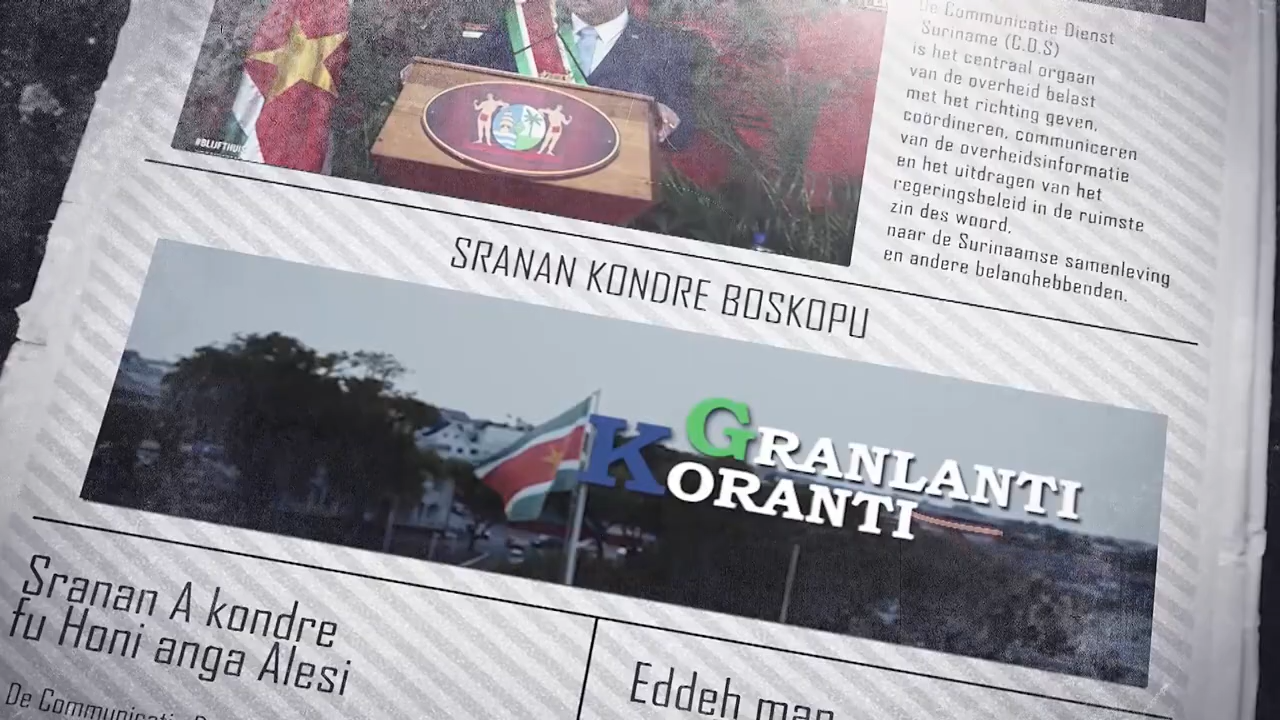 De Communicatie Dienst
Suriname (C.D.S)
is het centraal orgaan
van de overheid belast
met het richting geven,
coördineren, communiceren
van de overheidsinformatie
en het uitdragen van het
regeringsbeleid in de ruimste
zin des woord,
naar de Surinaamse samenleving
en andere belanghebbenden.
SRANAN KONDRE BOSKOPU
GRANLANTI
KORANTI
Sranan A kondre
fu Honi anga Alesi
De
Eddeh man